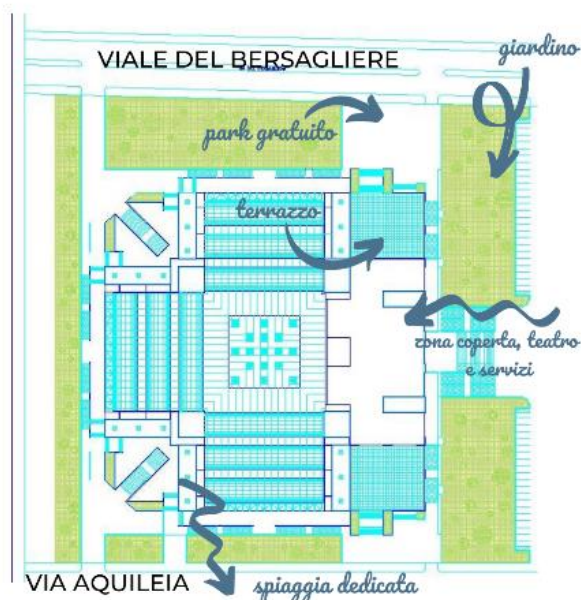 VIALE DEL BERSAGLIERE
giardino
park gratuito
terrazzo
zona coperta, teatro
e servizi
VIA AQUILEIA
spiaggia dedicata